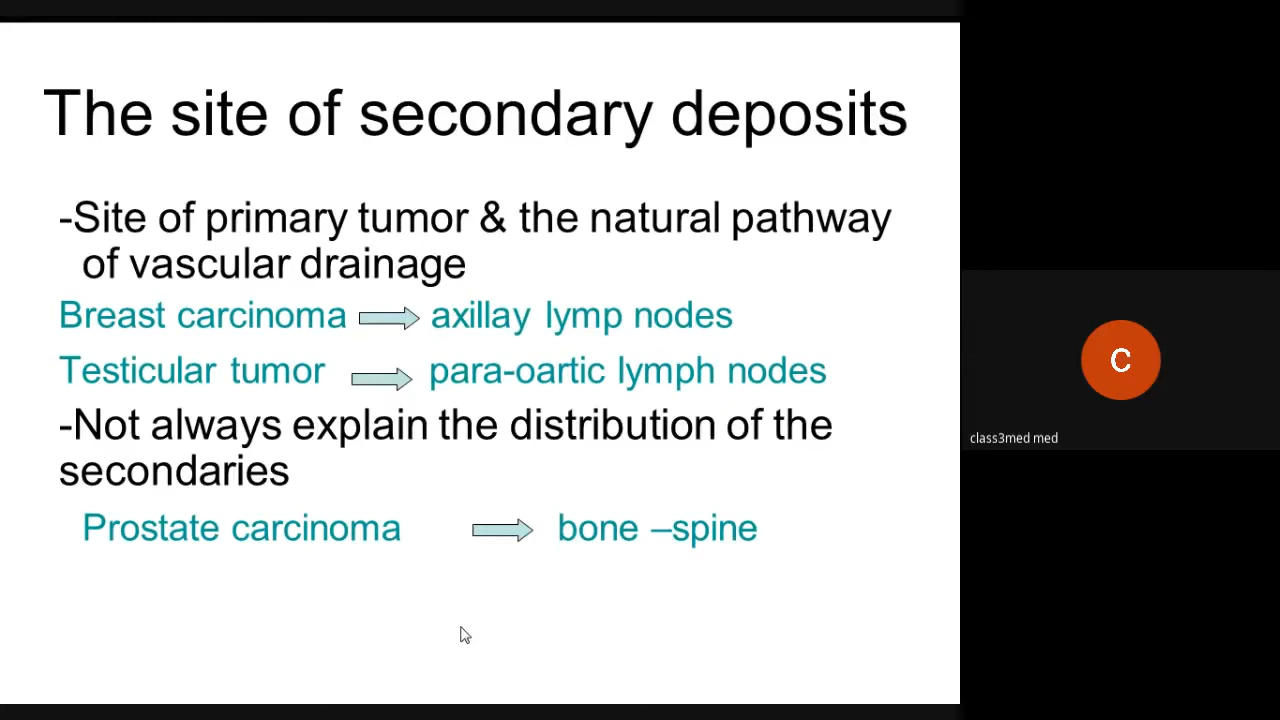 The site of secondary deposits
-Site of primary tumor & the natural pathway
of vascular drainage
Breast carcinoma axillay lymp nodes
Testicular tumor para-oartic lymph nodes
-Not always explain the distribution of the
secondaries
Prostate carcinoma bone –spine
C
class3med med